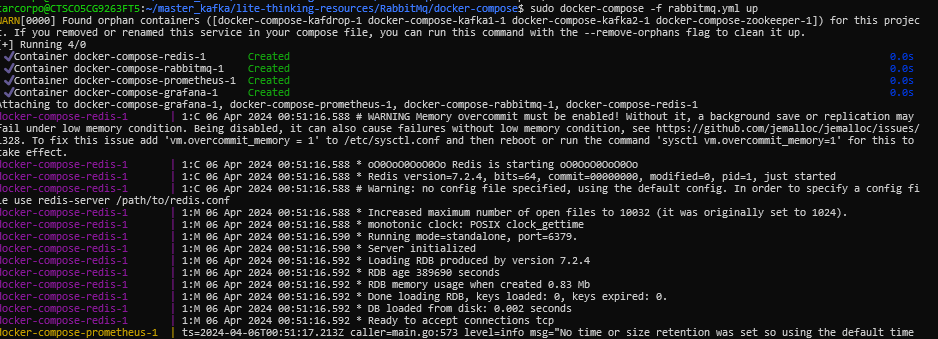 carcorpo@CTSCOSCG9263FT5:~/master_kafka/lite-thinking-resources/RabbitMq/docker-compose$ sudo docker-compose -f rabbitmq.yml up
WARN[0000] Found orphan containers ([docker-compose-kafdrop-1 docker-compose-kafka1-1 docker-compose-kafka2-1 docker-compose-zookeeper-1]) for this projec
t. If you removed or renamed this service in your compose file, you can run this command with the --remove-orphans flag to clean it up.
[+] Running 4/0
✔Container docker-compose-redis-1 Created 0.0s
✔Container docker-compose-rabbitmq-1 Created 0.0s
✔Container docker-compose-prometheus-1 Created 0.0s
✔Container docker-compose-grafana-1 Created 0.0s
Attaching to docker-compose-grafana-1, docker-compose-prometheus-1, docker-compose-rabbitmq-1, docker-compose-redis-1
docker-compose-redis-1 | 1:C 06 Apr 2024 00:51:16.588 # WARNING Memory overcommit must be enabled! Without it, a background save or replication may
fail under low memory condition. Being disabled, it can also cause failures without low memory condition, see https://github.com/jemalloc/jemalloc/issues/
1328. To fix this issue add 'vm.overcommit_memory = 1' to /etc/sysctl.conf and then reboot or run the command 'sysctl vm.overcommit_memory=1' for this to
take effect.
docker-compose-redis-1 | 1:C 06 Apr 2024 00:51:16.588 * oO0OoO0OoO0Oo Redis is starting oO0OoO0OoO0Oo
docker-compose-redis-1 | 1:C 06 Apr 2024 00:51:16.588 * Redis version=7.2.4, bits=64, commit=00000000, modified=0, pid=1, just started
docker-compose-redis-1 | 1:C 06 Apr 2024 00:51:16.588 # Warning: no config file specified, using the default config. In order to specify a config fi
le use redis-server /path/to/redis.conf
docker-compose-redis-1 | 1:M 06 Apr 2024 00:51:16.588 * Increased maximum number of open files to 10032 (it was originally set to 1024).
docker-compose-redis-1 | 1:M 06 Apr 2024 00:51:16.588 * monotonic clock: POSIX clock_gettime
docker-compose-redis-1 | 1:M 06 Apr 2024 00:51:16.590 * Running mode=standalone, port=6379.
docker-compose-redis-1 | 1:M 06 Apr 2024 00:51:16.590 * Server initialized
docker-compose-redis-1 | 1:M 06 Apr 2024 00:51:16.592 * Loading RDB produced by version 7.2.4
docker-compose-redis-1 | 1:M 06 Apr 2024 00:51:16.592 * RDB age 389690 seconds
docker-compose-redis-1 | 1:M 06 Apr 2024 00:51:16.592 * RDB memory usage when created 0.83 Mb
docker-compose-redis-1 | 1:M 06 Apr 2024 00:51:16.592 * Done loading RDB, keys loaded: 0, keys expired: 0.
docker-compose-redis-1 | 1:M 06 Apr 2024 00:51:16.592 * DB loaded from disk: 0.002 seconds
docker-compose-redis-1 | 1:M 06 Apr 2024 00:51:16.592 * Ready to accept connections tcp
docker-compose-prometheus-1 | ts=2024-04-06T00:51:17.213Z caller=main.go:573 level=info msg="No time or size retention was set so using the default time